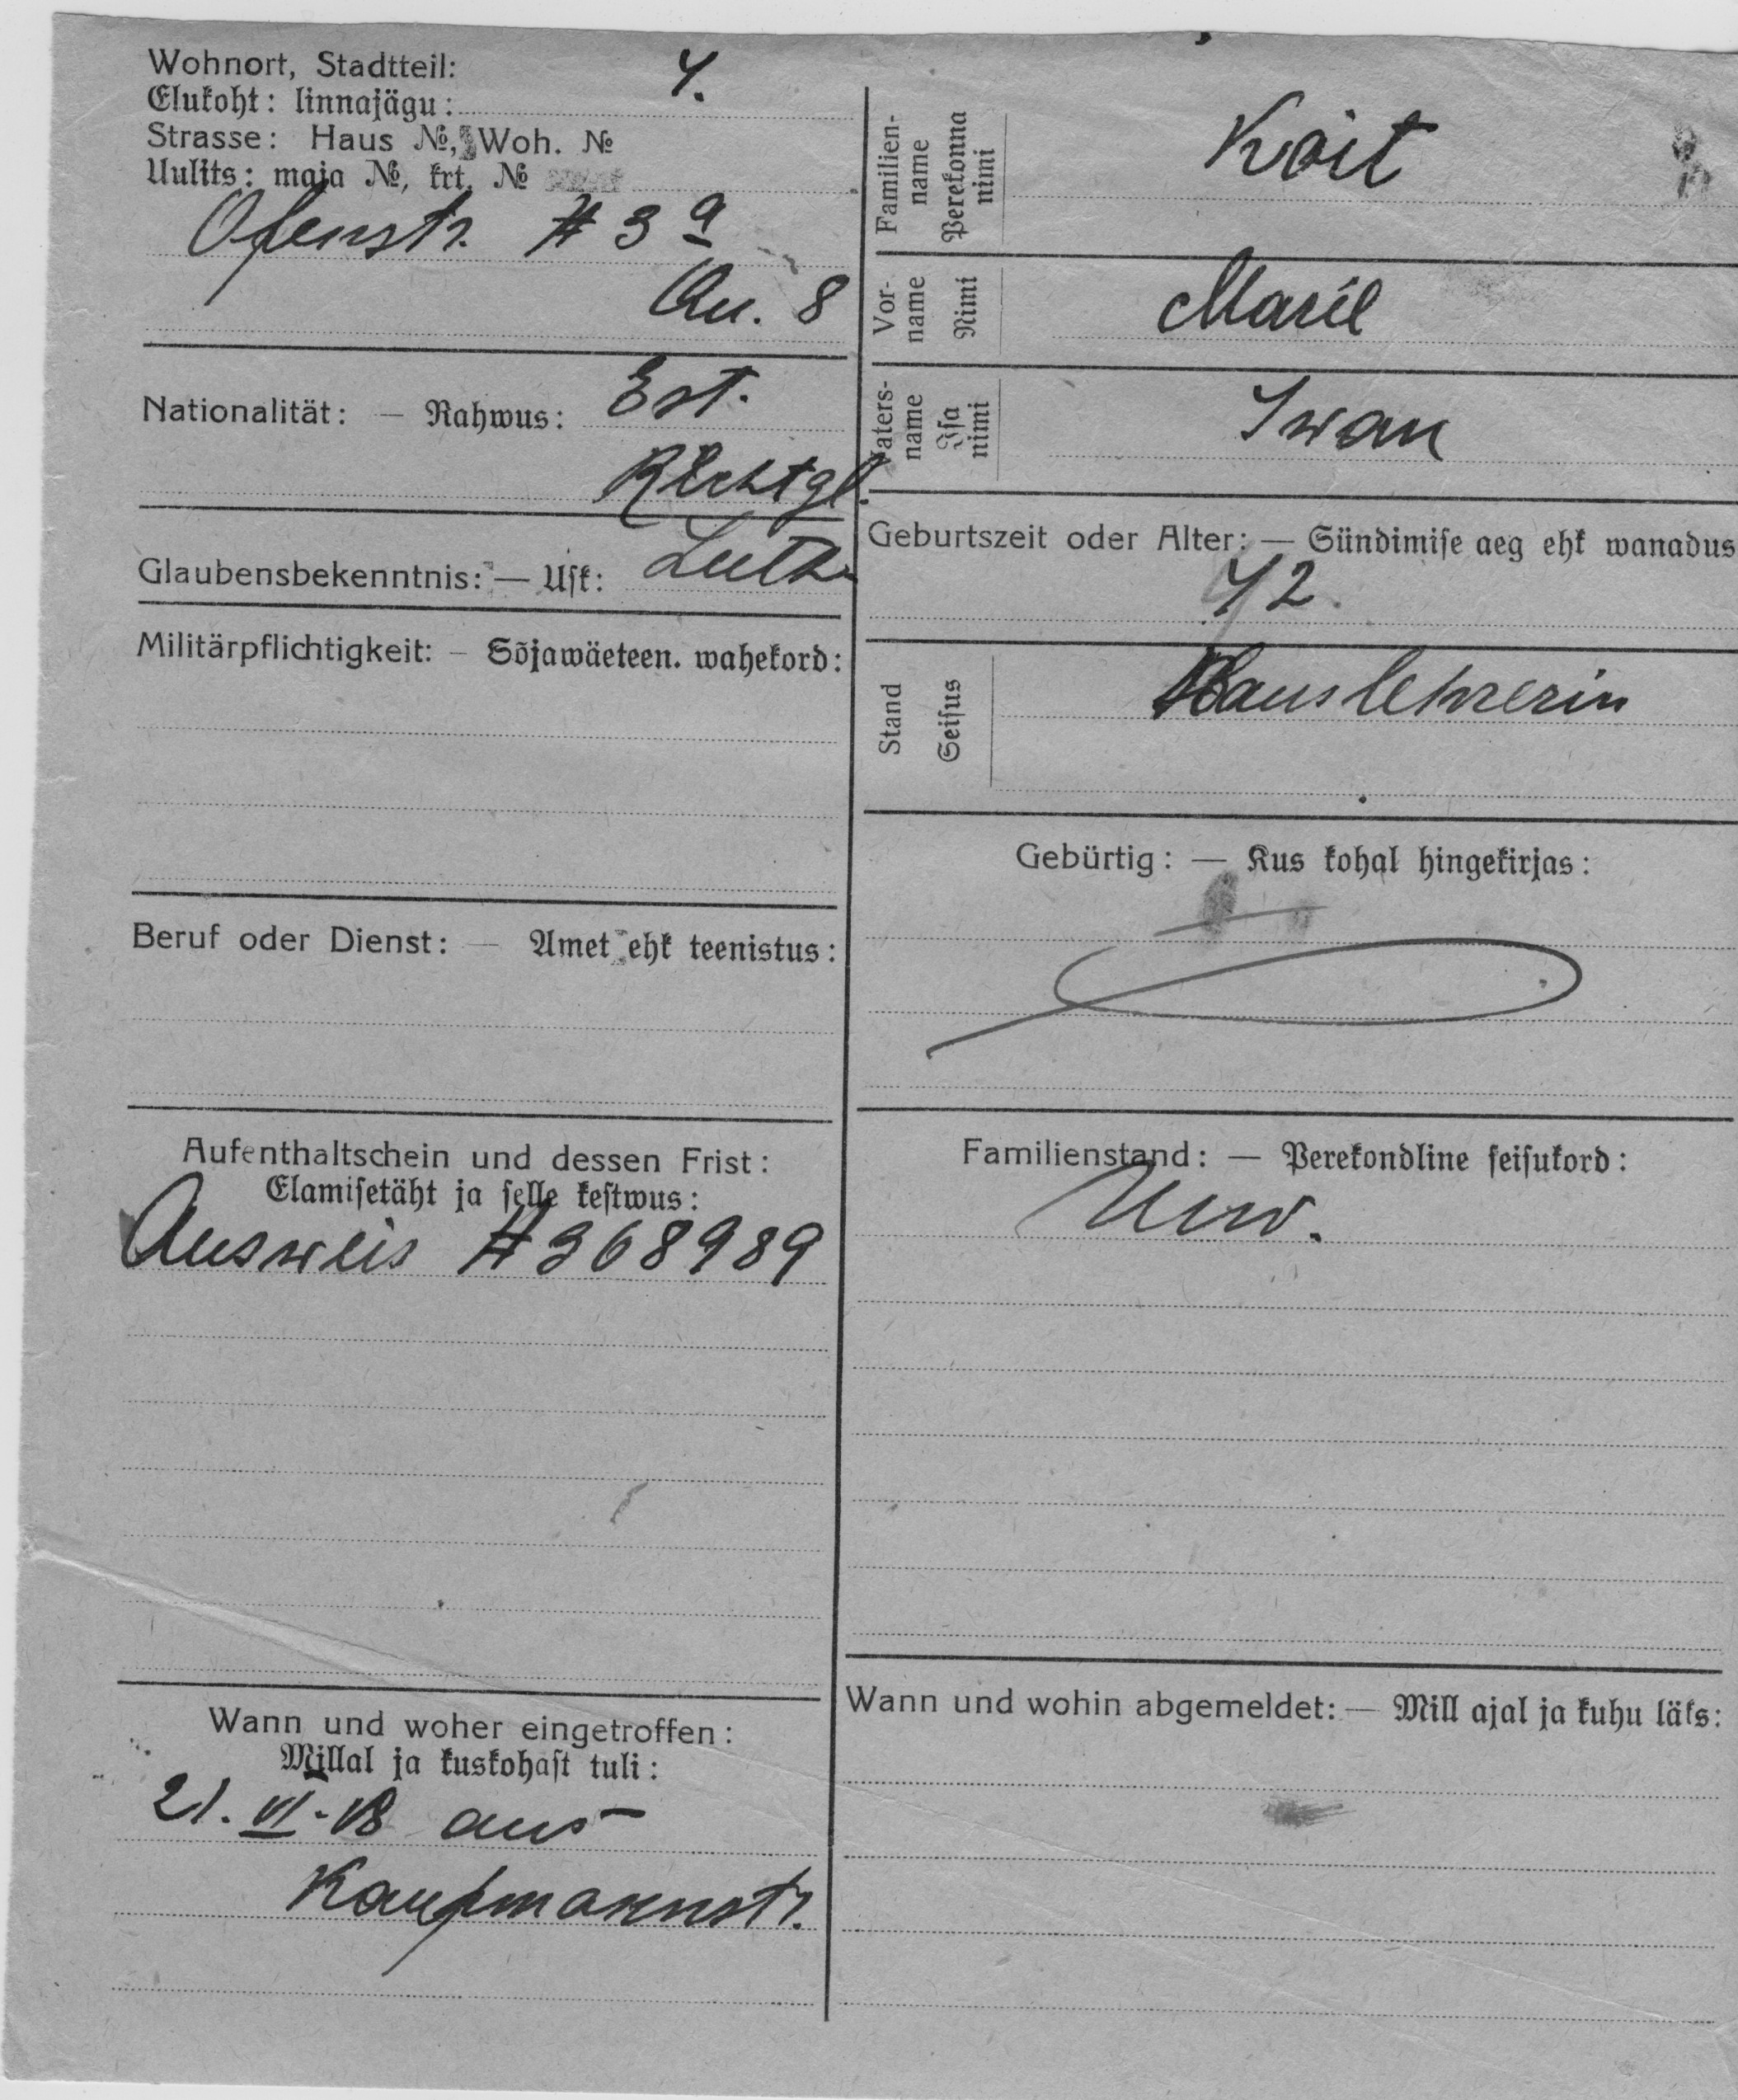 Wohnort, Stadtteil: 4.
Elukoht: linnajägu:
Strasse: Haus №, Woh. №
Uulits: maja №, krt. №
Ofenstr. # 3 a
Qu. 8
Nationalität: — Rahwus: Est.
Glaubensbekenntnis: — Usk: Luth.
Militärpflichtigkeit: — Sõjawäeteen. wahekord:
Beruf oder Dienst: — Amet ehk teenistus:
Aufenthaltschein und dessen Frist:
Elamisetäht ja selle kestwus:
Ausweis # 368989
Wann und woher eingetroffen:
Millal ja kuskohast tuli:
21. VI - 18 aus
Kaufmannstr.
Familien-
name
Perekonna
nimi
Koit
Vor-
name
Nimi
Marie
Vaters-
name
Isa
nimi
Iwan
Geburtszeit oder Alter: — Sündimise aeg ehk wanadus
42
Stand
Seisus
Hauslehrerin
Gebürtig: — Kus kohal hingekirjas:
Familienstand: — Perekondline seisukord:
Unv.
Wann und wohin abgemeldet: — Mill ajal ja kuhu läks: